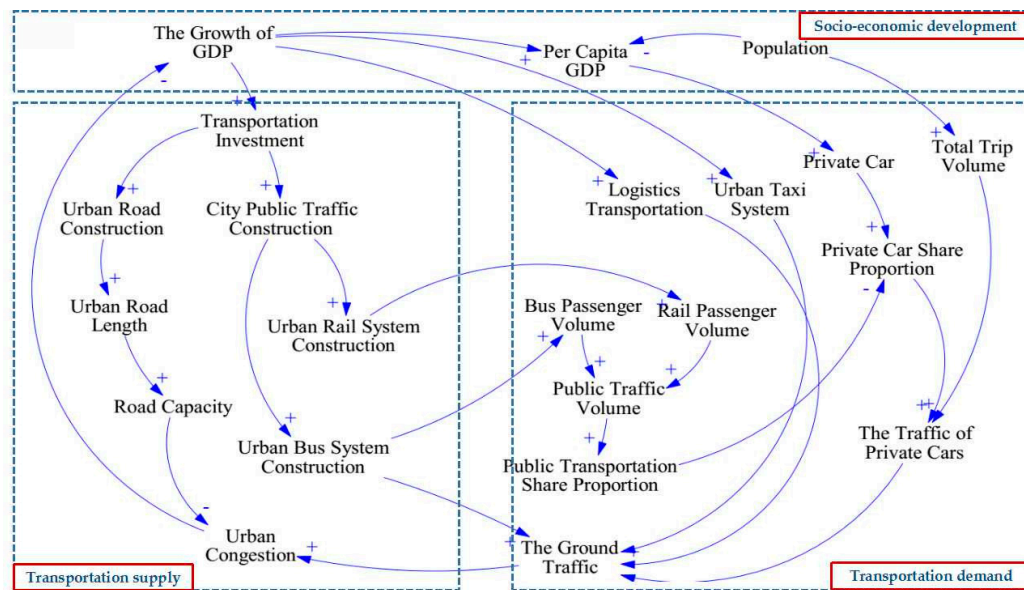 Socio-economic development
The Growth of
GDP
Per Capita
GDP
Population
Transportation
Investment
Urban Road
Construction
City Public Traffic
Construction
Logistics
Transportation
Urban Taxi
System
Private Car
Total Trip
Volume
Private Car Share
Proportion
Urban Road
Length
Urban Rail System
Construction
Bus Passenger
Volume
Rail Passenger
Volume
Road Capacity
Public Traffic
Volume
Urban Bus System
Construction
Public Transportation
Share Proportion
The Traffic of
Private Cars
Urban
Congestion
The Ground
Traffic
Transportation supply
Transportation demand